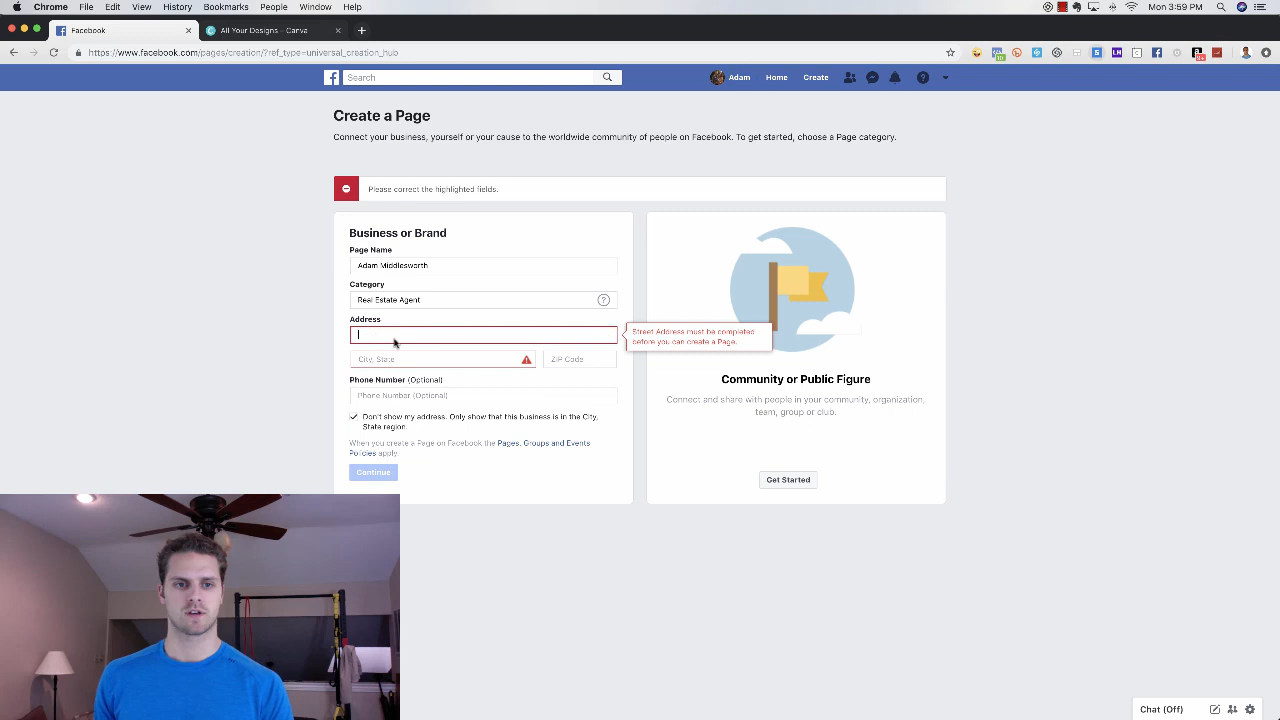 Chrome File Edit View History Bookmarks People Window Help Mon 3:59 PM
Facebook All Your Designs - Canva
https://www.facebook.com/pages/creation/?ref_type=universal_creation_hub
Search Adam Home Create
Create a Page
Connect your business, yourself or your cause to the worldwide community of people on Facebook. To get started, choose a Page category.
Please correct the highlighted fields.
Business or Brand
Page Name
Adam Middlesworth
Category
Real Estate Agent
Address
Street Address must be completed
before you can create a Page.
City, State ZIP Code
Phone Number (Optional)
Phone Number (Optional)
Don't show my address. Only show that this business is in the City,
State region.
When you create a Page on Facebook the Pages, Groups and Events
Policies apply.
Continue
Community or Public Figure
Connect and share with people in your community, organization,
team, group or club.
Get Started
Chat (Off)